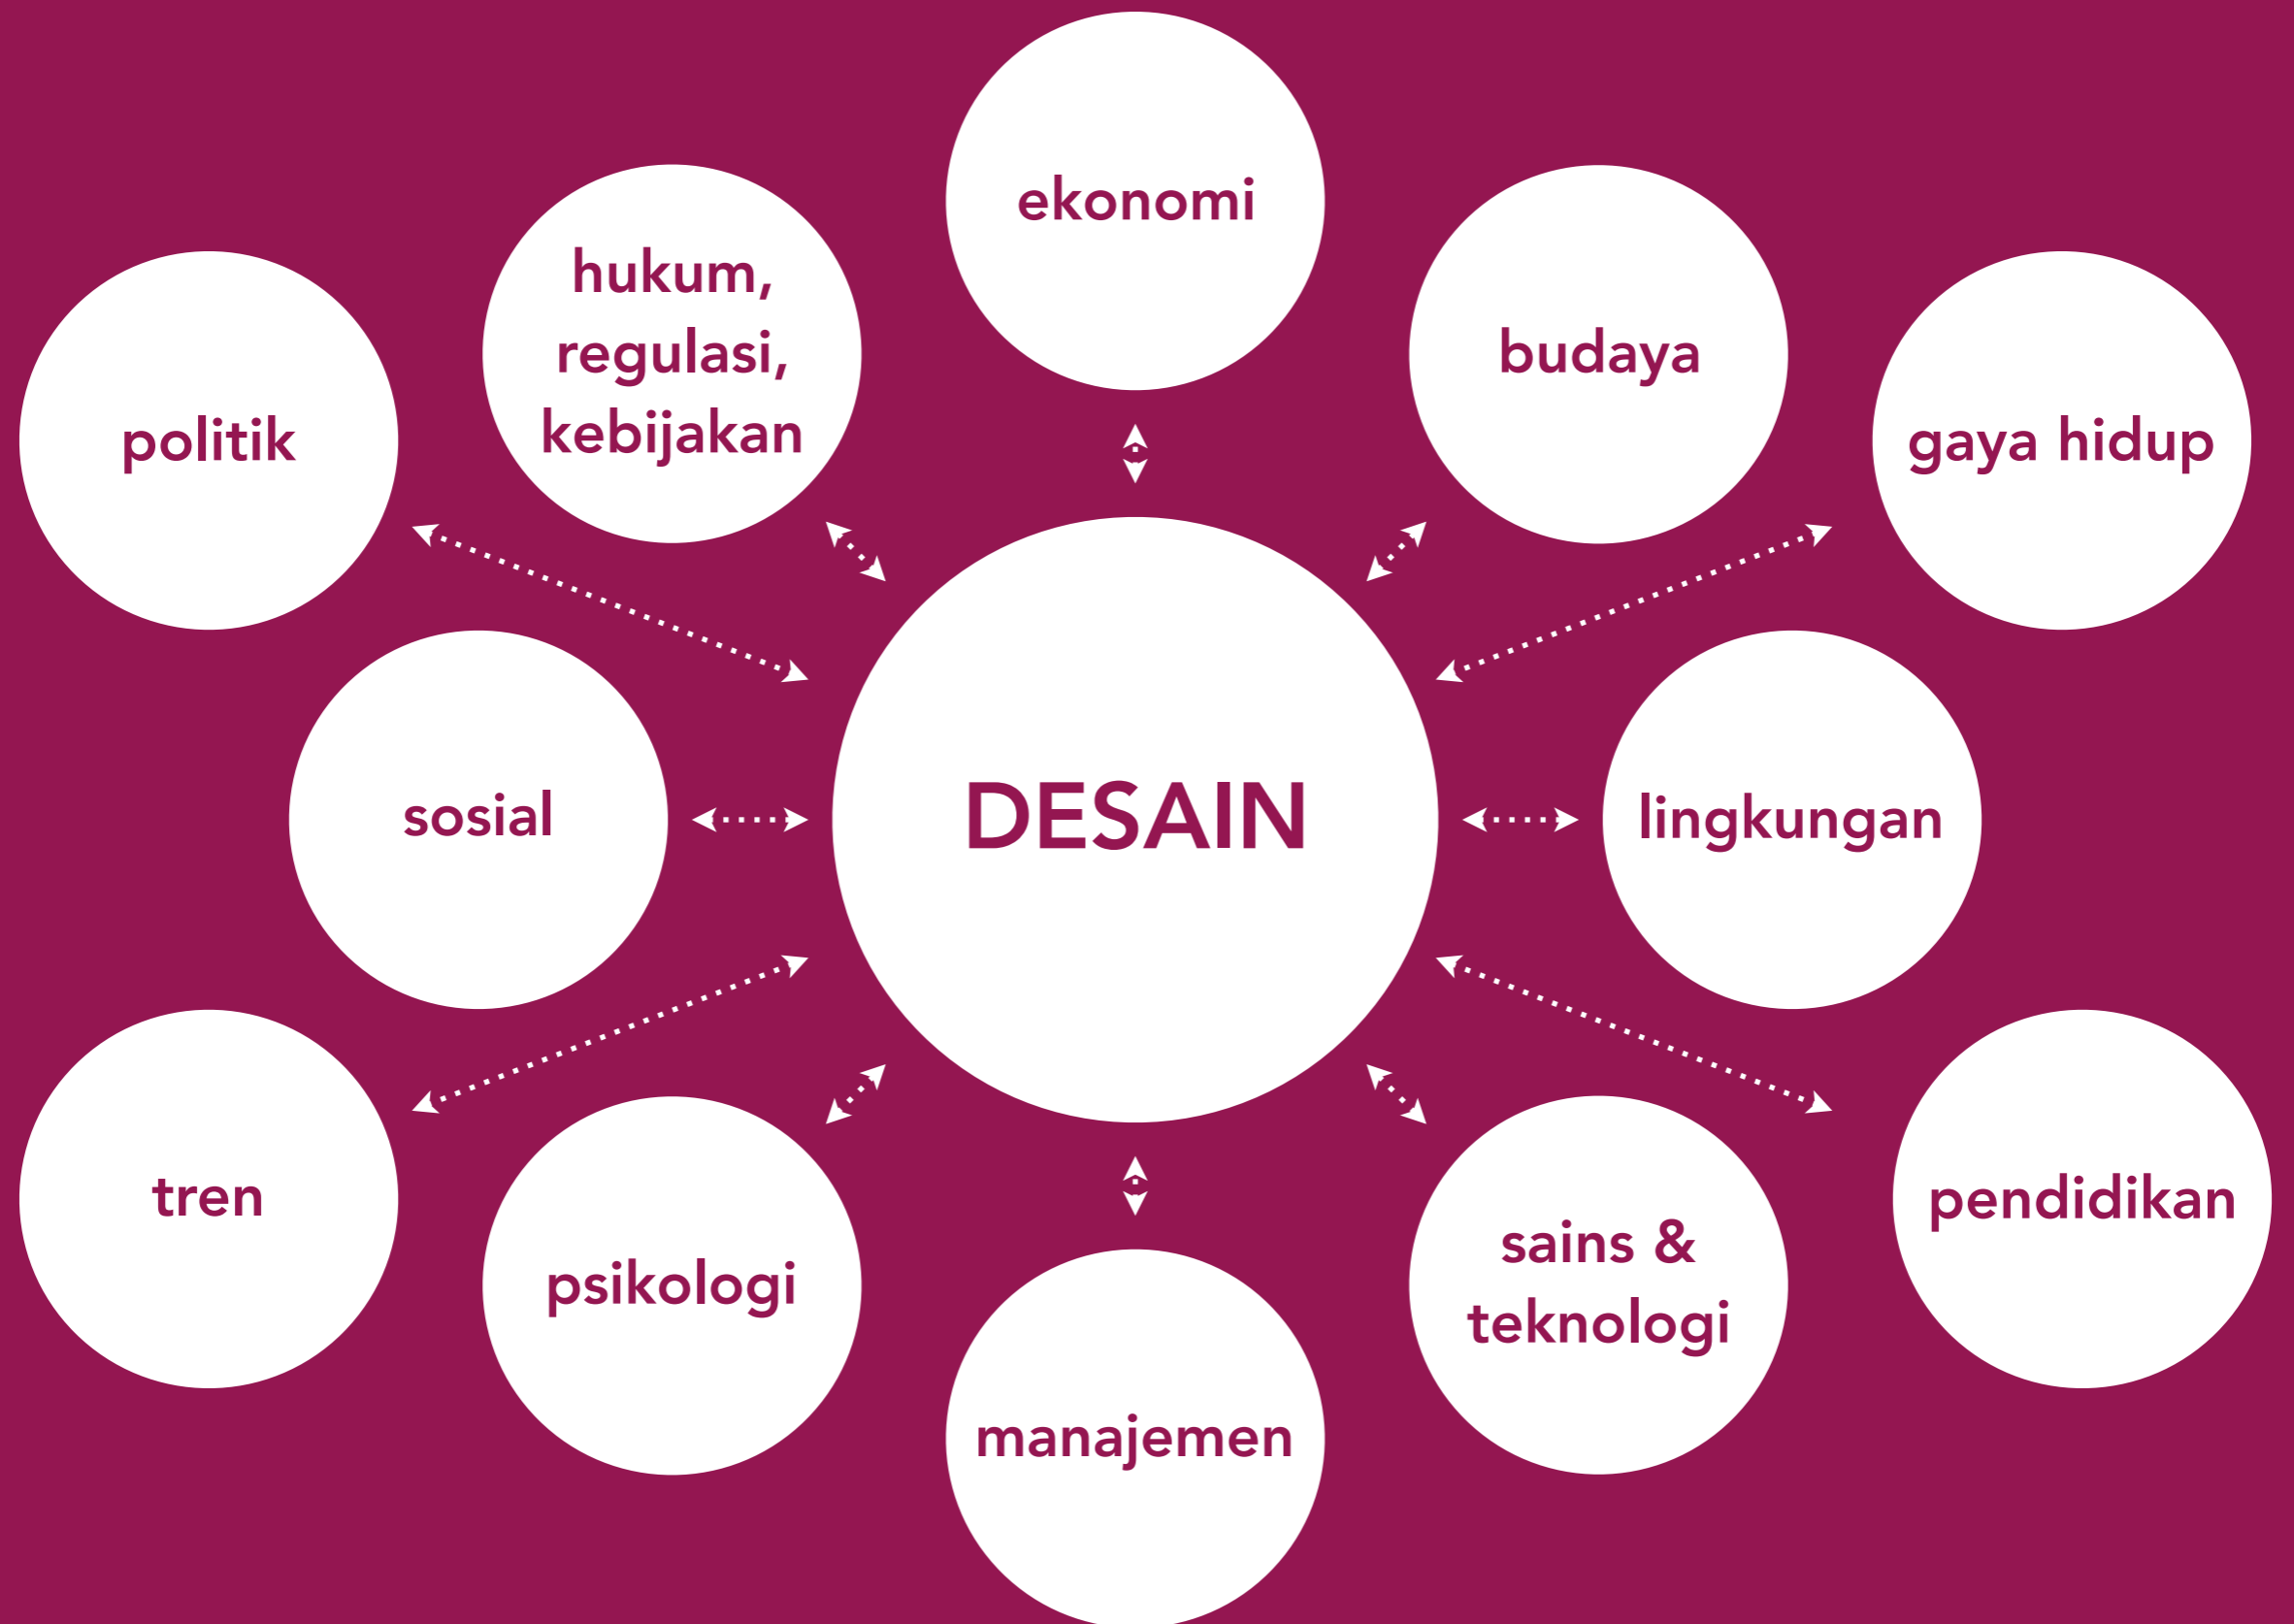 ekonomi
hukum,
regulasi,
kebijakan
budaya
politik
gaya hidup
sosial
DESAIN
lingkungan
tren
psikologi
manajemen
sains &
teknologi
pendidikan